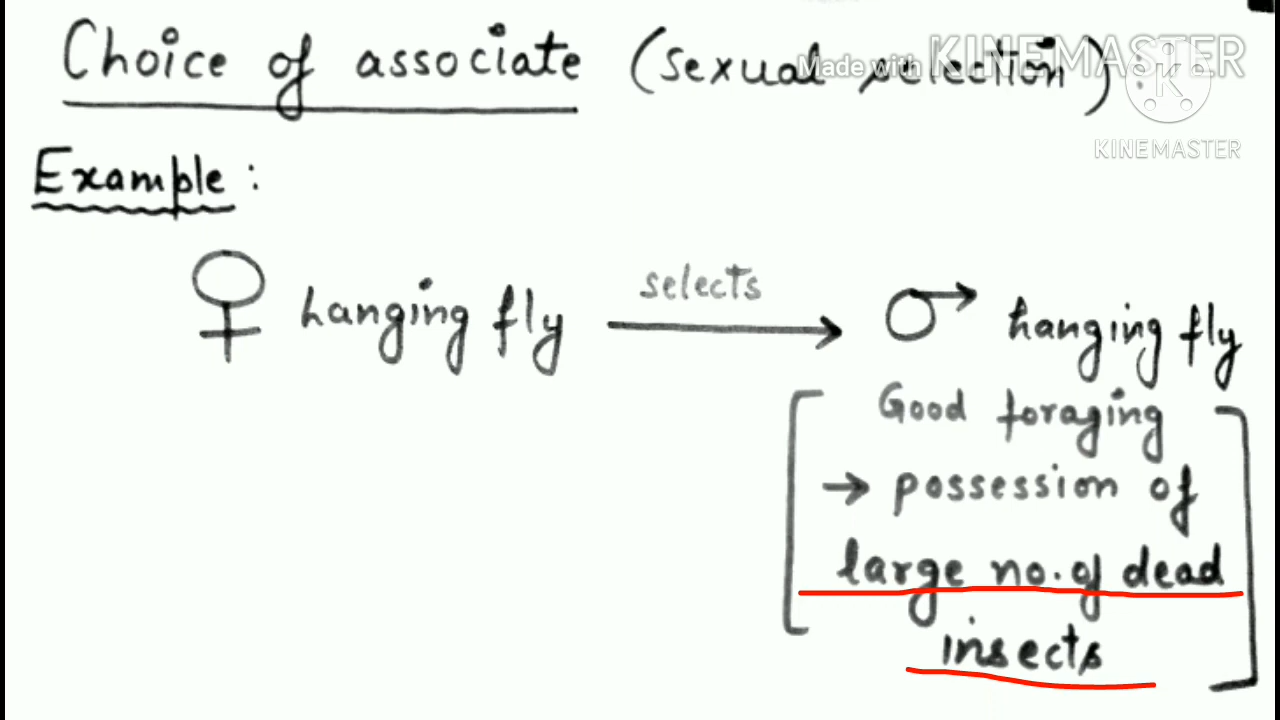 Choice of associate (sexual selection) :
Made with KINEMASTER
KINEMASTER
Example :
hanging fly
selects
hanging fly
Good foraging
→ possession of
large no. of dead
insects